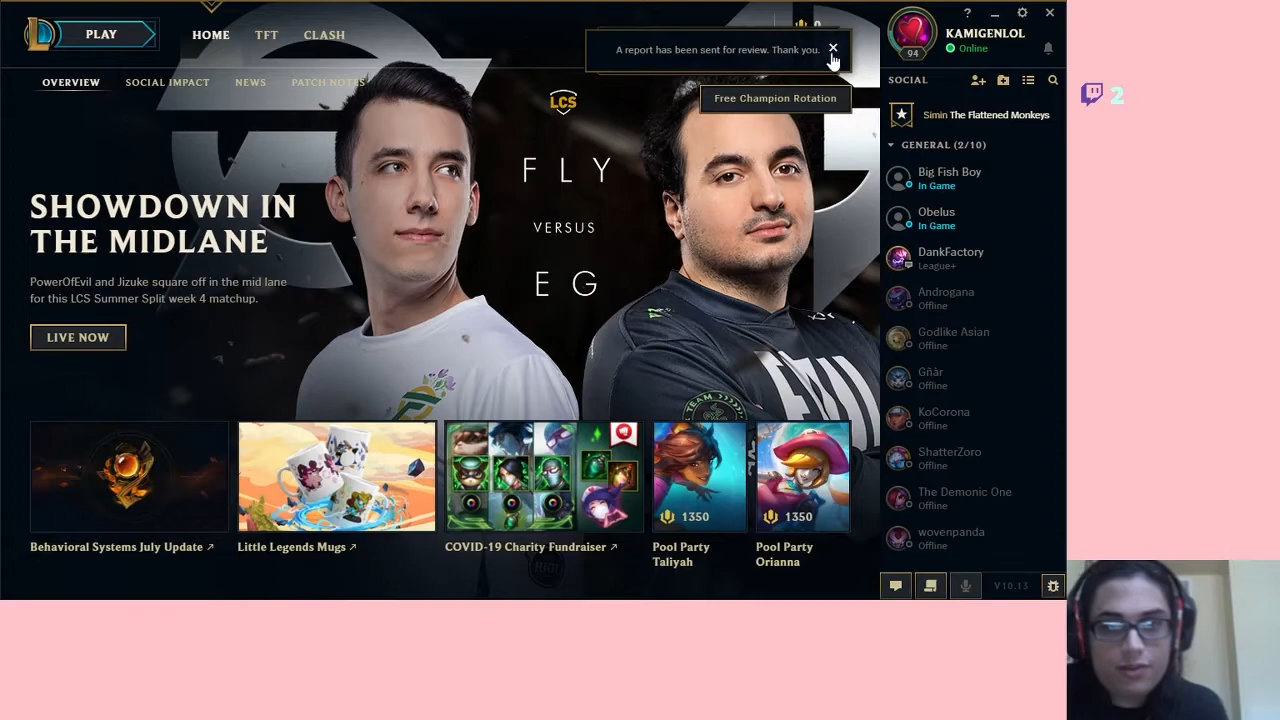 PLAY
HOME
TFT
CLASH
0
A report has been sent for review. Thank you.
OVERVIEW
SOCIAL IMPACT
NEWS
PATCH NOTES
Free Champion Rotation
LCS
FLY
VERSUS
EG
SHOWDOWN IN
THE MIDLANE
PowerOfEvil and Jizuke square off in the mid lane
for this LCS Summer Split week 4 matchup.
LIVE NOW
1350
1350
Behavioral Systems July Update
Little Legends Mugs
COVID-19 Charity Fundraiser
Pool Party
Taliyah
Pool Party
Orianna
?
KAMIGENLOL
Online
94
SOCIAL
Simin The Flattened Monkeys
GENERAL (2/10)
Big Fish Boy
In Game
Obelus
In Game
DankFactory
League+
Androgana
Offline
Godlike Asian
Offline
Gñàr
Offline
KoCorona
Offline
ShatterZoro
Offline
The Demonic One
Offline
wovenpanda
Offline
V10.13
2